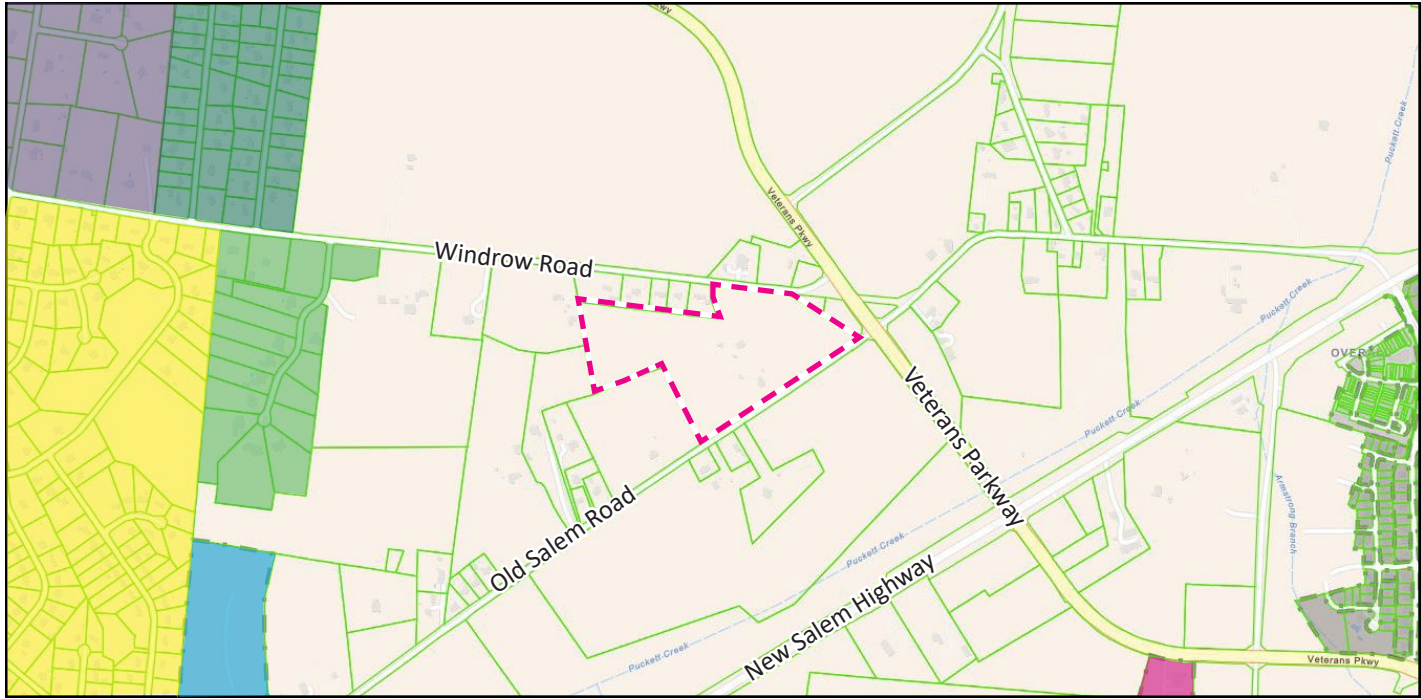 wy
Veterans Pkwy
Puckett Creek
Windrow Road
Puckett Creek
OVER
Veterans Parkway
Puckett Creek
Armstrong Branch
Old Salem Road
Puckett Creek
New Salem Highway
Puckett Creek
Veterans Pkwy